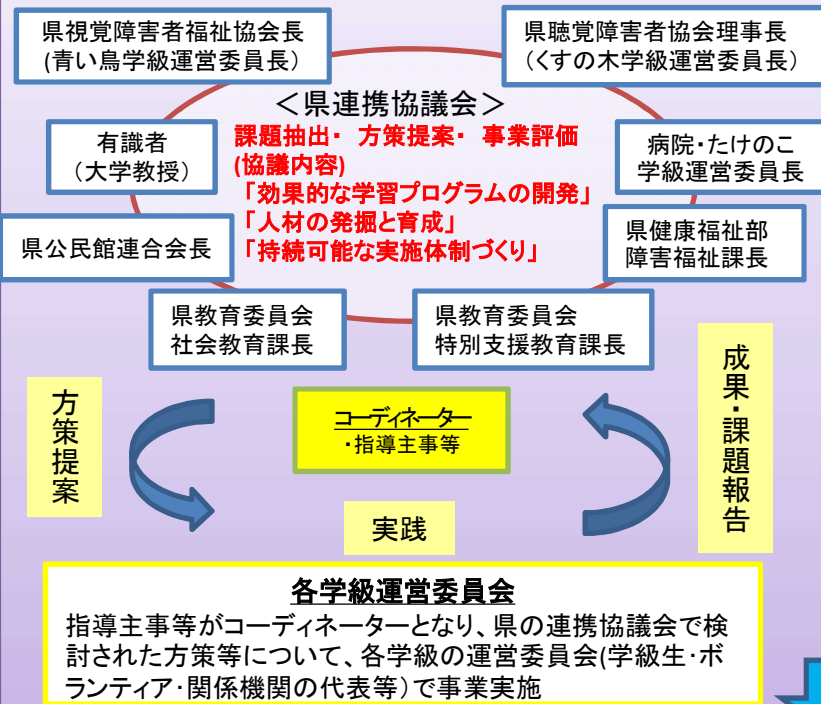 県視覚障害者福祉協会長
(青い鳥学級運営委員長)
県聴覚障害者協会理事長
(くすの木学級運営委員長)
<県連携協議会>
課題抽出・ 方策提案・ 事業評価
(協議内容)
「効果的な学習プログラムの開発」
「人材の発掘と育成」
「持続可能な実施体制づくり」
有識者
(大学教授)
病院・たけのこ
学級運営委員長
県公民館連合会長
県健康福祉部
障害福祉課長
県教育委員会
社会教育課長
県教育委員会
特別支援教育課長
方策提案
コーディネーター
・指導主事等
成果・課題報告
実践
各学級運営委員会
指導主事等がコーディネーターとなり、県の連携協議会で検
討された方策等について、各学級の運営委員会(学級生・ボ
ランティア・関係機関の代表等)で事業実施